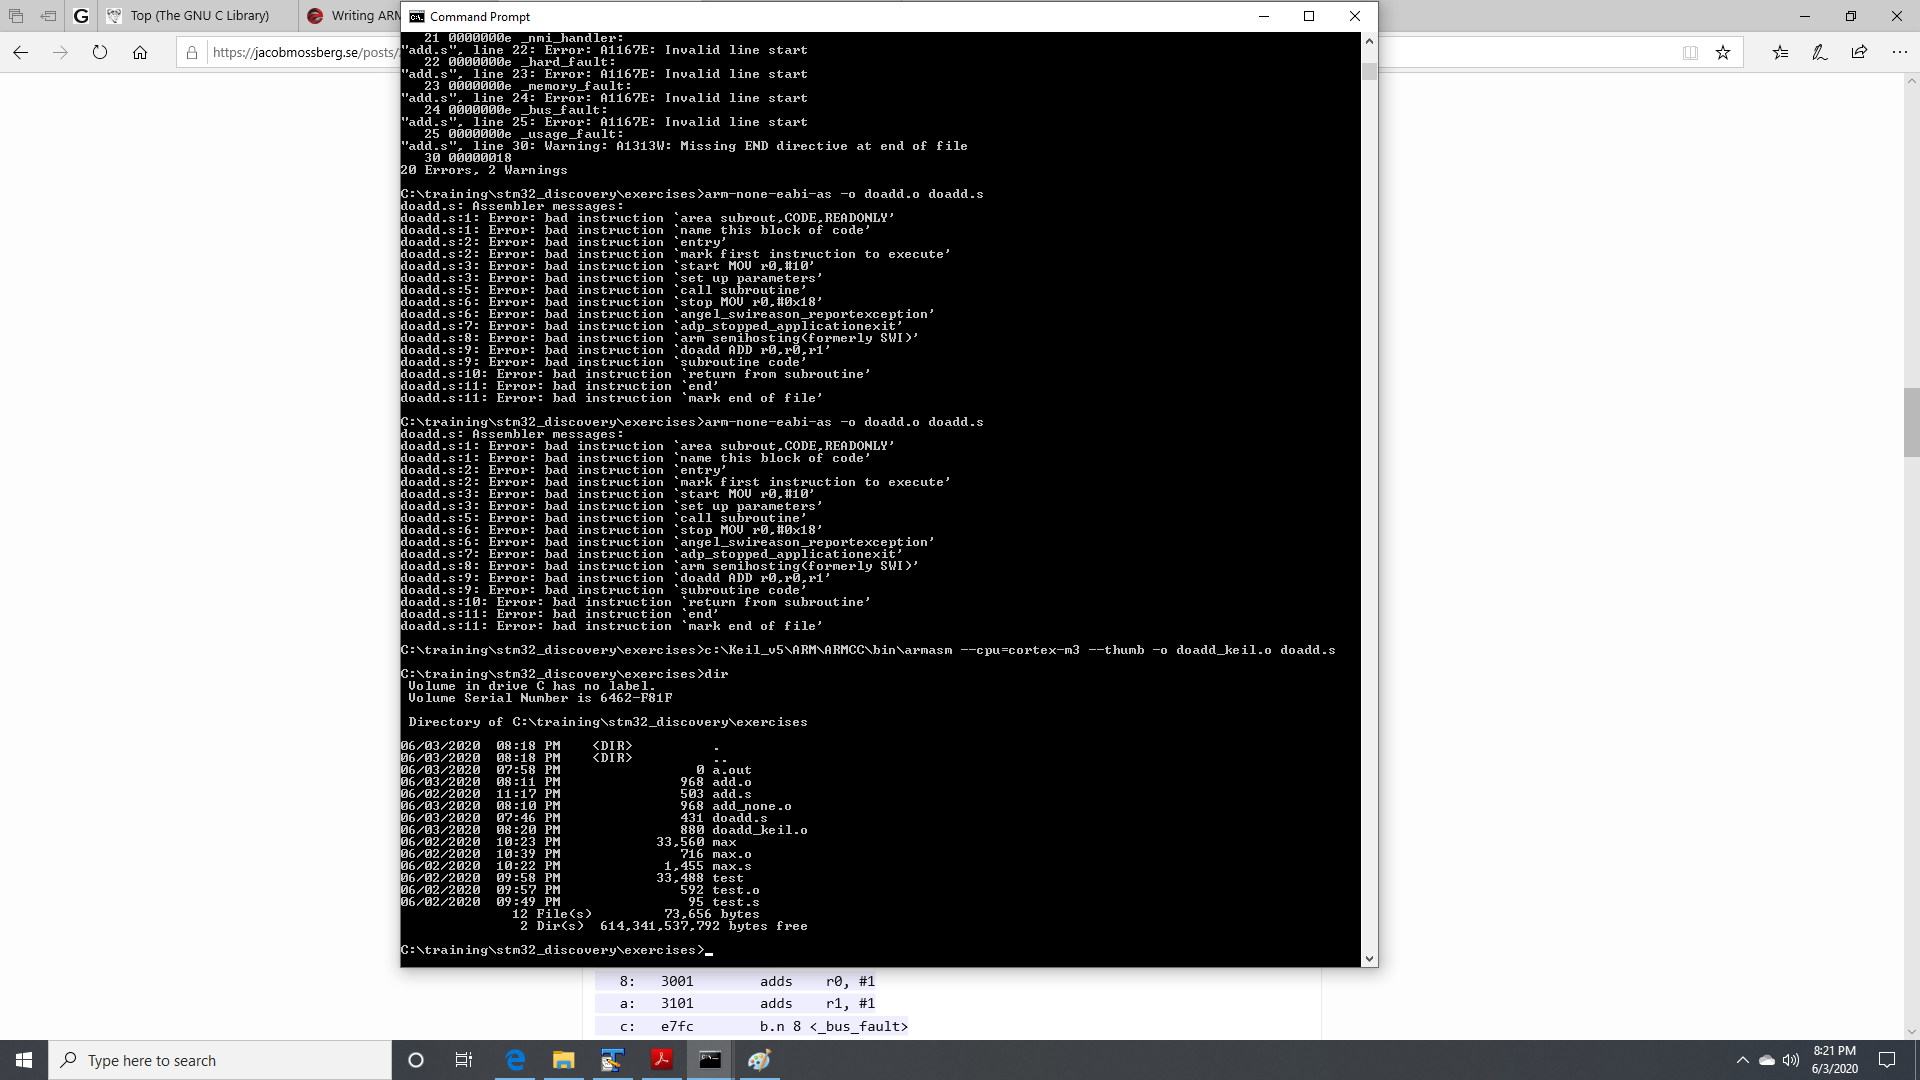 Top (The GNU C Library)
Writing ARM
https://jacobmossberg.se/posts/
Command Prompt
21 0000000e _nmi_handler:
"add.s", line 22: Error: A1167E: Invalid line start
22 0000000e _hard_fault:
"add.s", line 23: Error: A1167E: Invalid line start
23 0000000e _memory_fault:
"add.s", line 24: Error: A1167E: Invalid line start
24 0000000e _bus_fault:
"add.s", line 25: Error: A1167E: Invalid line start
25 0000000e _usage_fault:
"add.s", line 30: Warning: A1313W: Missing END directive at end of file
30 00000018
20 Errors, 2 Warnings
C:\training\stm32_discovery\exercises>arm-none-eabi-as -o doadd.o doadd.s
doadd.s: Assembler messages:
doadd.s:1: Error: bad instruction `area subrout,CODE,READONLY'
doadd.s:1: Error: bad instruction `name this block of code'
doadd.s:2: Error: bad instruction `entry'
doadd.s:2: Error: bad instruction `mark first instruction to execute'
doadd.s:3: Error: bad instruction `start MOV r0,#10'
doadd.s:3: Error: bad instruction `set up parameters'
doadd.s:5: Error: bad instruction `call subroutine'
doadd.s:6: Error: bad instruction `stop MOV r0,#0x18'
doadd.s:6: Error: bad instruction `angel_swireason_reportexception'
doadd.s:7: Error: bad instruction `adp_stopped_applicationexit'
doadd.s:8: Error: bad instruction `arm semihosting(formerly SWI)'
doadd.s:9: Error: bad instruction `doadd ADD r0,r0,r1'
doadd.s:9: Error: bad instruction `subroutine code'
doadd.s:10: Error: bad instruction `return from subroutine'
doadd.s:11: Error: bad instruction `end'
doadd.s:11: Error: bad instruction `mark end of file'
C:\training\stm32_discovery\exercises>arm-none-eabi-as -o doadd.o doadd.s
doadd.s: Assembler messages:
doadd.s:1: Error: bad instruction `area subrout,CODE,READONLY'
doadd.s:1: Error: bad instruction `name this block of code'
doadd.s:2: Error: bad instruction `entry'
doadd.s:2: Error: bad instruction `mark first instruction to execute'
doadd.s:3: Error: bad instruction `start MOV r0,#10'
doadd.s:3: Error: bad instruction `set up parameters'
doadd.s:5: Error: bad instruction `call subroutine'
doadd.s:6: Error: bad instruction `stop MOV r0,#0x18'
doadd.s:6: Error: bad instruction `angel_swireason_reportexception'
doadd.s:7: Error: bad instruction `adp_stopped_applicationexit'
doadd.s:8: Error: bad instruction `arm semihosting(formerly SWI)'
doadd.s:9: Error: bad instruction `doadd ADD r0,r0,r1'
doadd.s:9: Error: bad instruction `subroutine code'
doadd.s:10: Error: bad instruction `return from subroutine'
doadd.s:11: Error: bad instruction `end'
doadd.s:11: Error: bad instruction `mark end of file'
C:\training\stm32_discovery\exercises>c:\Keil_v5\ARM\ARMCC\bin\armasm --cpu=cortex-m3 --thumb -o doadd_keil.o doadd.s
C:\training\stm32_discovery\exercises>dir
Volume in drive C has no label.
Volume Serial Number is 6462-F81F
Directory of C:\training\stm32_discovery\exercises
06/03/2020 08:18 PM <DIR> .
06/03/2020 08:18 PM <DIR> ..
06/03/2020 07:58 PM 0 a.out
06/03/2020 08:11 PM 968 add.o
06/02/2020 11:17 PM 503 add.s
06/03/2020 08:10 PM 968 add_none.o
06/03/2020 07:46 PM 431 doadd.s
06/03/2020 08:20 PM 880 doadd_keil.o
06/02/2020 10:23 PM 33,560 max
06/02/2020 10:39 PM 716 max.o
06/02/2020 10:22 PM 1,455 max.s
06/02/2020 09:58 PM 33,488 test
06/02/2020 09:57 PM 592 test.o
06/02/2020 09:49 PM 95 test.s
12 File(s) 73,656 bytes
2 Dir(s) 614,341,537,792 bytes free
C:\training\stm32_discovery\exercises>
8: 3001 adds r0, #1
a: 3101 adds r1, #1
c: e7fc b.n 8 <_bus_fault>
Type here to search
8:21 PM
6/3/2020